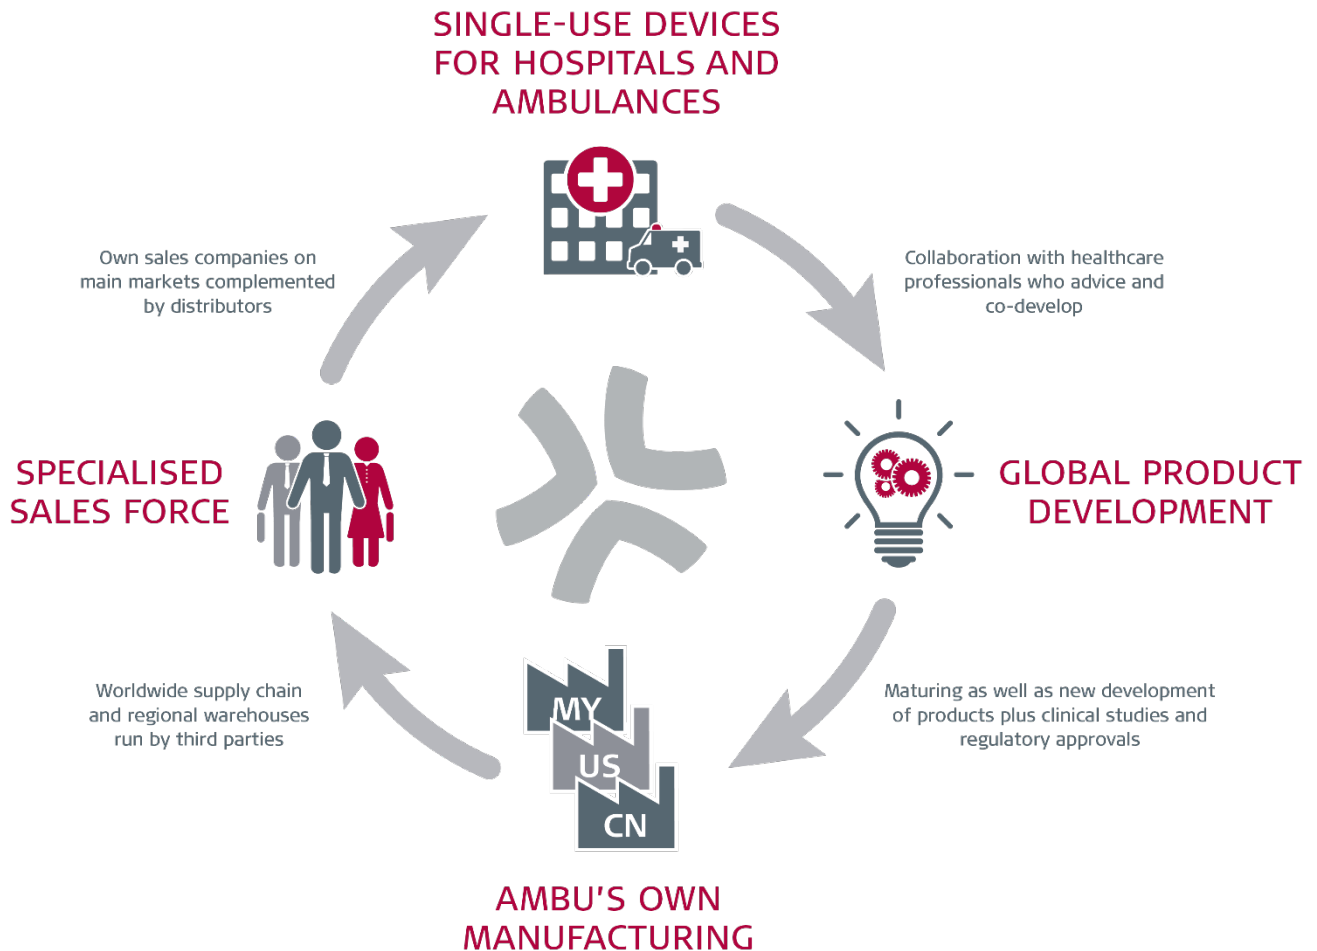 SINGLE-USE DEVICES
FOR HOSPITALS AND
AMBULANCES
Own sales companies on
main markets complemented
by distributors
Collaboration with healthcare
professionals who advice and
co-develop
SPECIALISED
SALES FORCE
GLOBAL PRODUCT
DEVELOPMENT
Worldwide supply chain
and regional warehouses
run by third parties
MY
US
CN
Maturing as well as new development
of products plus clinical studies and
regulatory approvals
AMBU'S OWN
MANUFACTURING